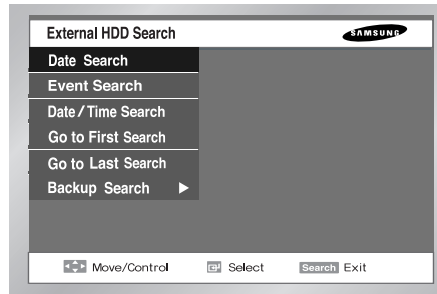 External HDD Search
SAMSUNG
Date Search
Event Search
Date / Time Search
Go to First Search
Go to Last Search
Backup Search ▶
Move/Control Select Search Exit